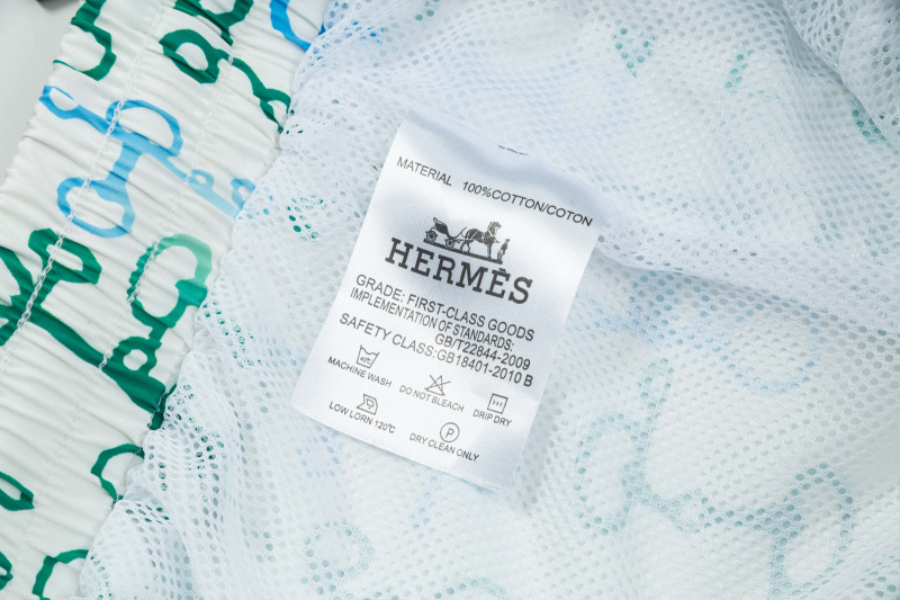 MATERIAL 100%COTTON/COTON
HERMÈS
GRADE: FIRST-CLASS GOODS
IMPLEMENTATION OF STANDARDS:
GB/T22844-2009
SAFETY CLASS:GB18401-2010 B
MACHINE WASH
DO NOT BLEACH
DRIP DRY
LOW LORN 120℃
P
DRY CLEAN ONLY